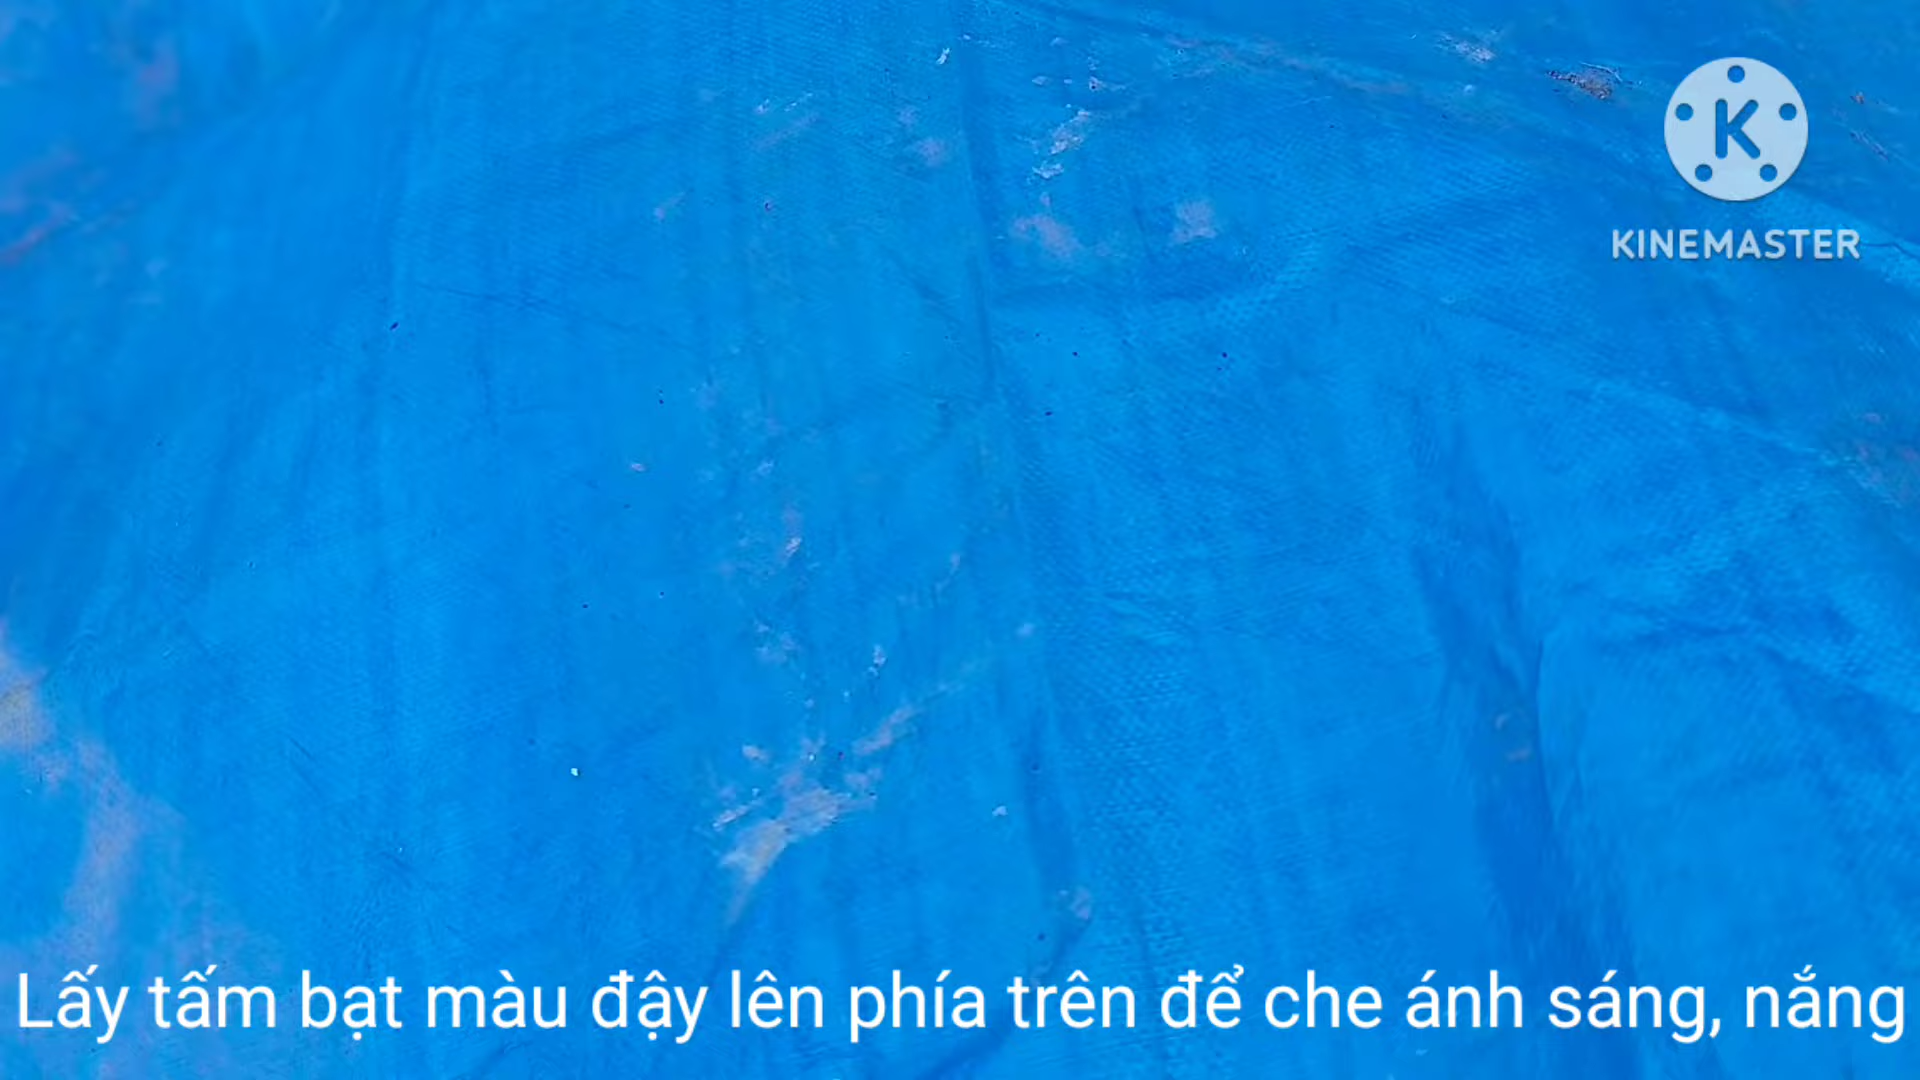 K
KINEMASTER
Lấy tấm bạt màu đậy lên phía trên để che ánh sáng, nắng